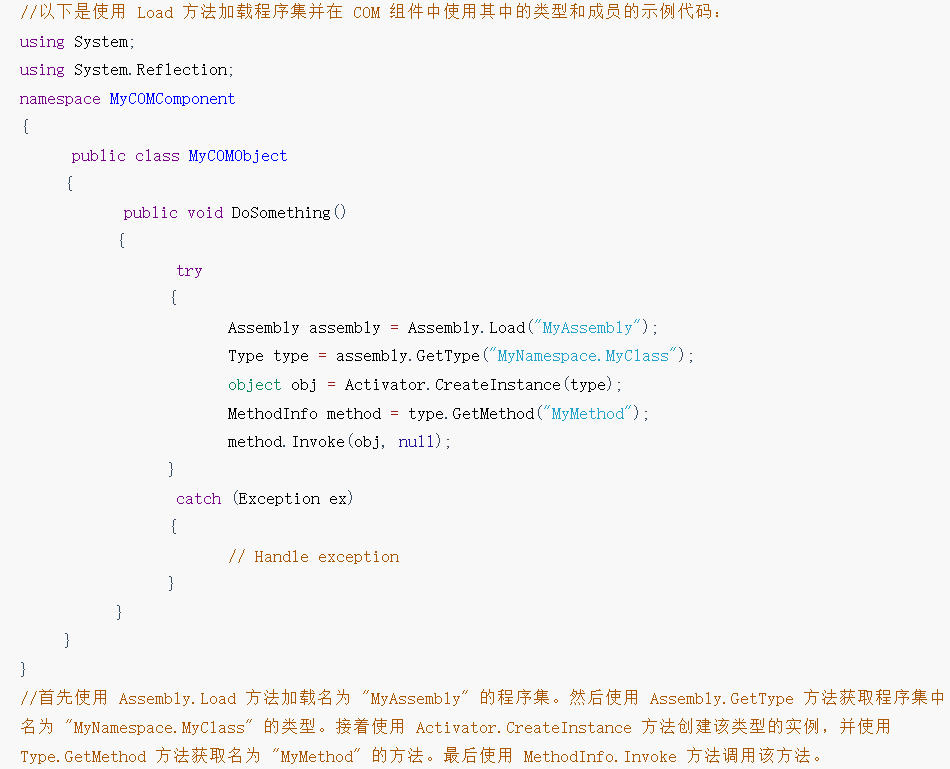 //以下是使用 Load 方法加载程序集并在 COM 组件中使用其中的类型和成员的示例代码：
using System;
using System.Reflection;
namespace MyCOMComponent
{
public class MyCOMObject
{
public void DoSomething()
{
try
{
Assembly assembly = Assembly.Load("MyAssembly");
Type type = assembly.GetType("MyNamespace.MyClass");
object obj = Activator.CreateInstance(type);
MethodInfo method = type.GetMethod("MyMethod");
method.Invoke(obj, null);
}
catch (Exception ex)
{
// Handle exception
}
}
}
}
//首先使用 Assembly.Load 方法加载名为 "MyAssembly" 的程序集。然后使用 Assembly.GetType 方法获取程序集中
名为 "MyNamespace.MyClass" 的类型。接着使用 Activator.CreateInstance 方法创建该类型的实例，并使用
Type.GetMethod 方法获取名为 "MyMethod" 的方法。最后使用 MethodInfo.Invoke 方法调用该方法。